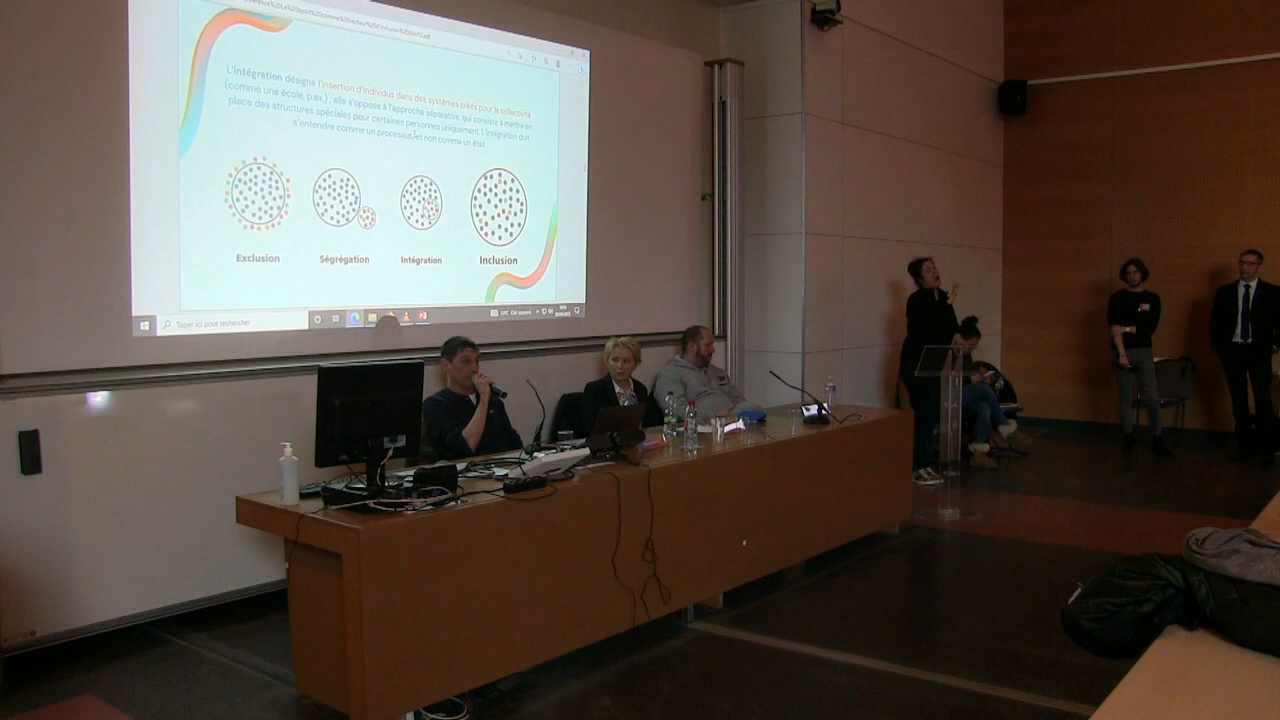 L'intégration désigne l'insertion d'individus dans des systèmes créés pour la collectivité
(comme une école, p.ex.) ; elle s'oppose à l'approche séparative, qui consiste à mettre en
place des structures spéciales pour certaines personnes uniquement. L'intégration doit
s'entendre comme un processus et non comme un état.
Exclusion Ségrégation Intégration Inclusion
Taper ici pour rechercher